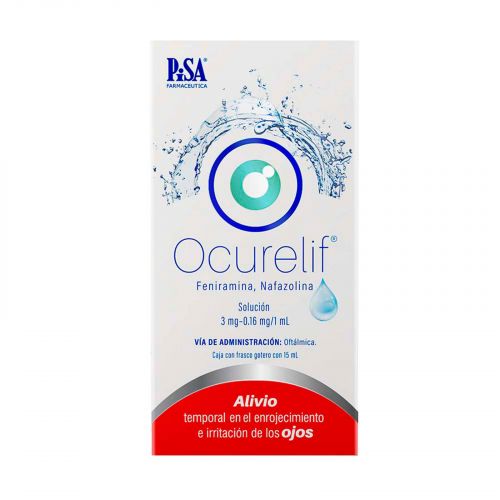 PiSA®
FARMACEUTICA
Ocurelif®
Feniramina, Nafazolina
Solución
3 mg-0.16 mg/1 mL
VÍA DE ADMINISTRACIÓN: Oftálmica.
Caja con frasco gotero con 15 mL
Alivio
temporal en el enrojecimiento
e irritación de los ojos